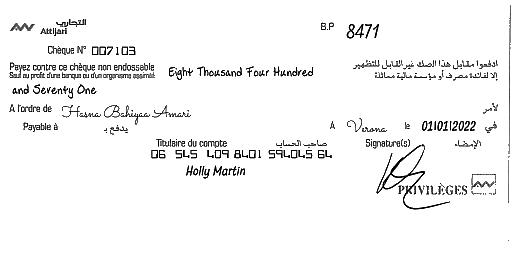 التجاري
Attijari
B.P 8471
Chèque N° 007103
Payez contre ce chèque non endossable
Sauf au profit d'une banque ou d'un organisme assimilé
Eight Thousand Four Hundred
ادفعوا مقابل هذا الصك غير القابل للتظهير
إلا لفائدة مصرف أو مؤسسة مالية مماثلة
and Seventy One
A l'ordre de Hasna Bahiyaa Amari
لأمر
Payable à يدفع بـ
A Verona le 01/01/2022 في
Titulaire du compte صاحب الحساب
Signature(s) الإمضاء
06 545 409 8401 594045 64
Holly Martin
PRIVILÈGES